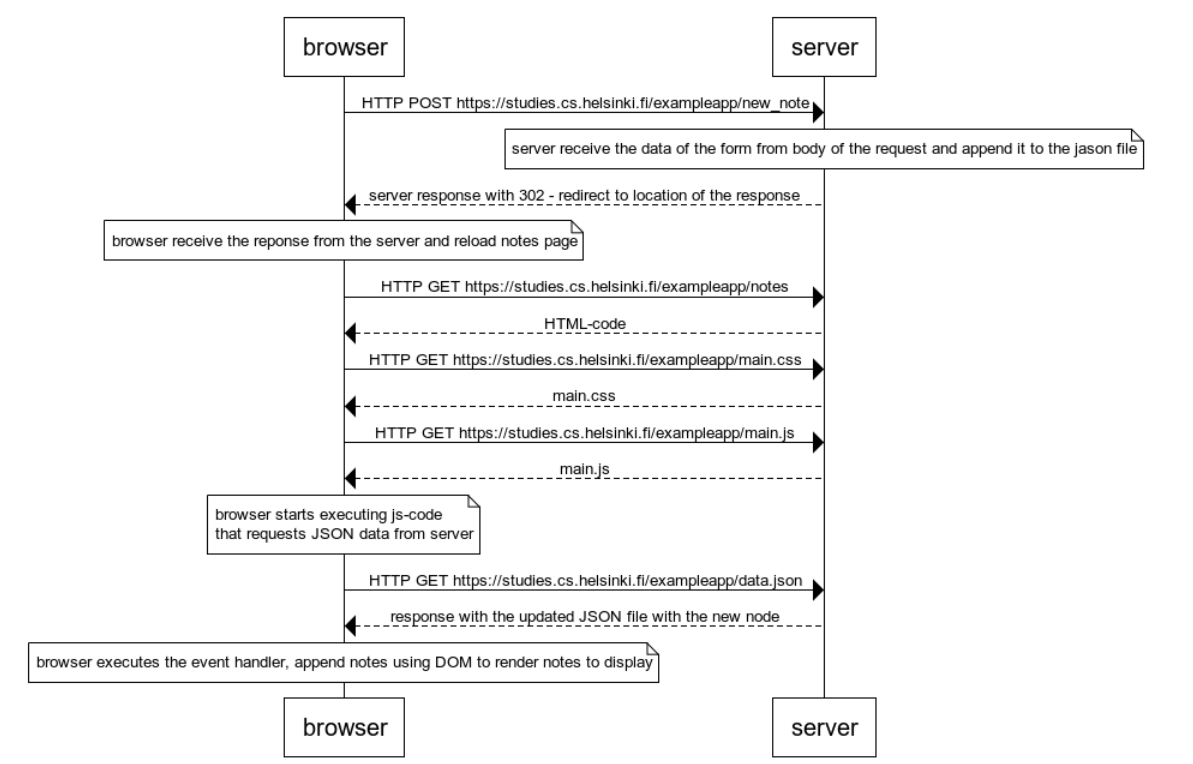 browser server
HTTP POST https://studies.cs.helsinki.fi/exampleapp/new_note
server receive the data of the form from body of the request and append it to the jason file
server response with 302 - redirect to location of the response
browser receive the reponse from the server and reload notes page
HTTP GET https://studies.cs.helsinki.fi/exampleapp/notes
HTML-code
HTTP GET https://studies.cs.helsinki.fi/exampleapp/main.css
main.css
HTTP GET https://studies.cs.helsinki.fi/exampleapp/main.js
main.js
browser starts executing js-code
that requests JSON data from server
HTTP GET https://studies.cs.helsinki.fi/exampleapp/data.json
response with the updated JSON file with the new node
browser executes the event handler, append notes using DOM to render notes to display
browser server